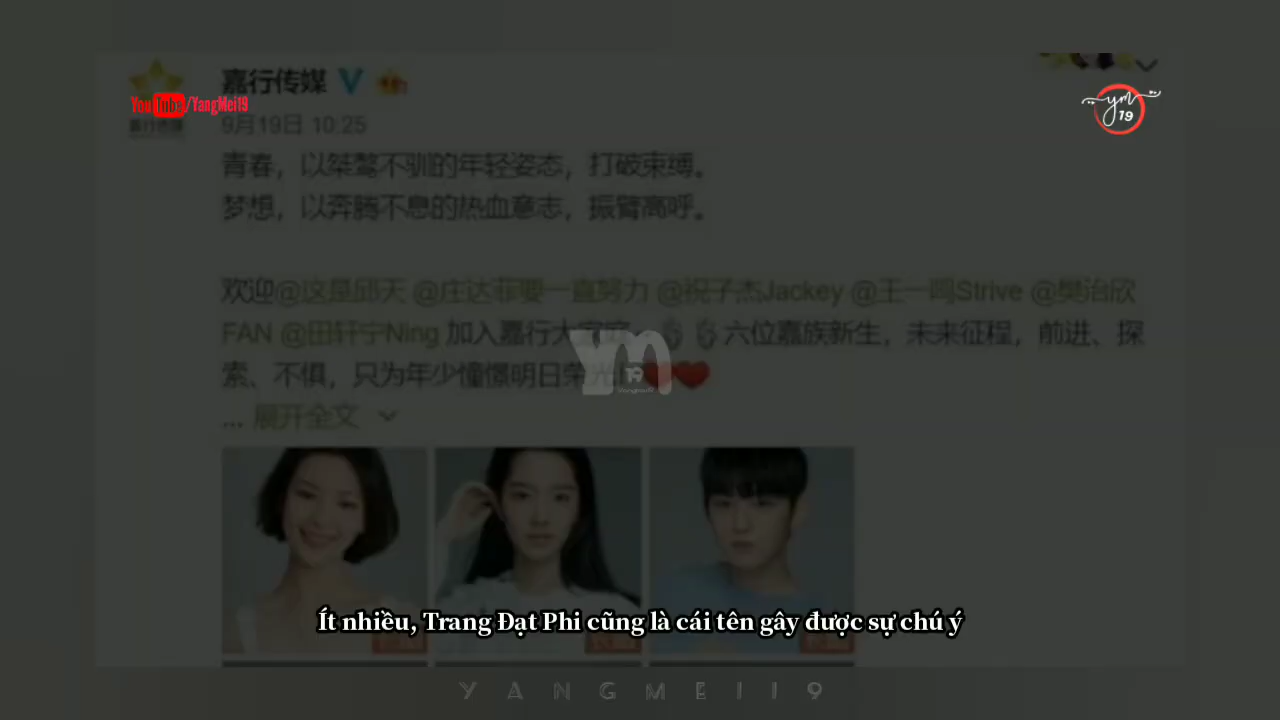 嘉行传媒
YouTube/YangMei19
9月19日 10:25
ym
19
青春，以桀骜不驯的年轻姿态，打破束缚。
梦想，以奔腾不息的热血意志，振臂高呼。
欢迎@这是邱天 @庄达菲要一直努力 @祝子杰Jackey @王一鸣Strive @樊治欣
FAN @田轩宁Ning 加入嘉行大家庭 六位嘉族新生，未来征程，前进、探
索、不惧，只为年少憧憬明日荣光
ym
19
YangMei19
... 展开全文
Ít nhiều, Trang Đạt Phi cũng là cái tên gây được sự chú ý
YANGMEI19